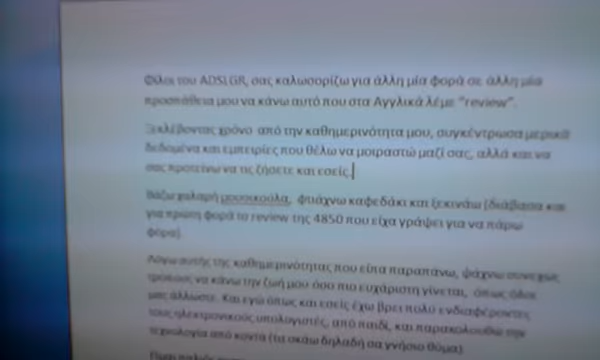 Φίλοι του ADSLGR, σας καλωσορίζω για άλλη μία φορά σε άλλη μία
προσπάθεια μου να κάνω αυτό που στα Αγγλικά λέμε "review".
Ξεκλέβοντας χρόνο από την καθημερινότητα μου, συγκέντρωσα μερικά
δεδομένα και εμπειρίες που θέλω να μοιραστώ μαζί σας, αλλά και να
σας προτείνω να τις ζήσετε και εσείς.
Βάζω χαλαρή μουσικούλα, φτιάχνω καφεδάκι και ξεκινάω (διάβασα και
για πρώτη φορά το review της 4850 που είχα γράψει για να πάρω
φόρα).
Λόγω αυτής της καθημερινότητας που είπα παραπάνω, ψάχνω συνεχώς
τρόπους να κάνω την ζωή μου όσο πιο ευχάριστη γίνεται, όπως όλοι
μας άλλωστε. Και εγώ όπως και εσείς έχω βρει πολύ ενδιαφέροντες
τους ηλεκτρονικούς υπολογιστές, από παιδί, και παρακολουθώ την
τεχνολογία από κοντά (τα σκάω δηλαδή σα γνήσιο θύμα).